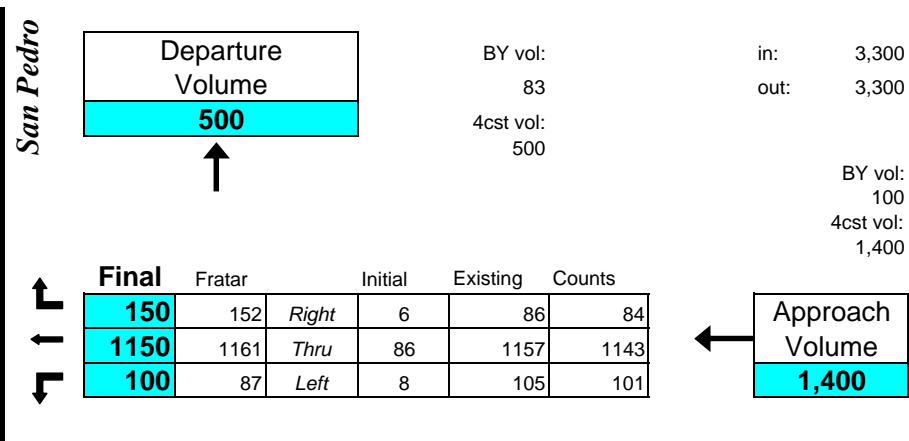 San Pedro
Departure
Volume
500
BY vol:
83
4cst vol:
500
in: 3,300
out: 3,300
BY vol:
100
4cst vol:
1,400
Final Fratar Initial Existing Counts
150 152 Right 6 86 84
1150 1161 Thru 86 1157 1143
100 87 Left 8 105 101
Approach
Volume
1,400